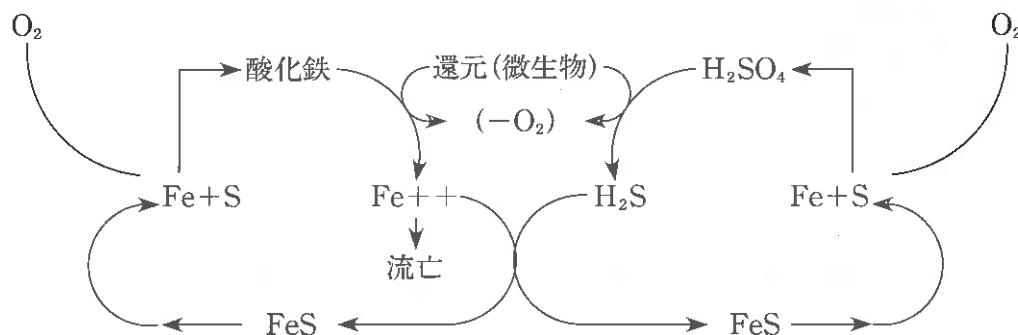 O₂
O₂
酸化鉄
還元(微生物)
H₂SO₄
(−O₂)
Fe+S
Fe++
H₂S
Fe+S
流亡
FeS
FeS